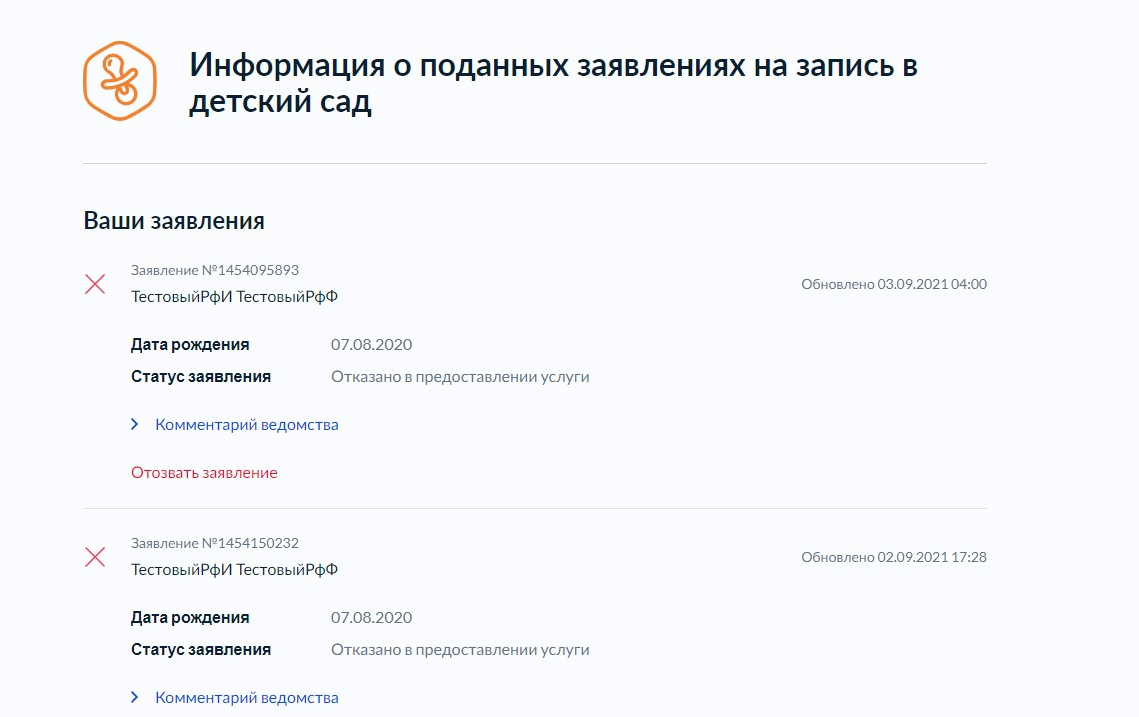 Информация о поданных заявлениях на запись в
детский сад
Ваши заявления
Заявление №1454095893
ТестовыйРфИ ТестовыйРфФ
Обновлено 03.09.2021 04:00
Дата рождения 07.08.2020
Статус заявления Отказано в предоставлении услуги
Комментарий ведомства
Отозвать заявление
Заявление №1454150232
ТестовыйРфИ ТестовыйРфФ
Обновлено 02.09.2021 17:28
Дата рождения 07.08.2020
Статус заявления Отказано в предоставлении услуги
Комментарий ведомства